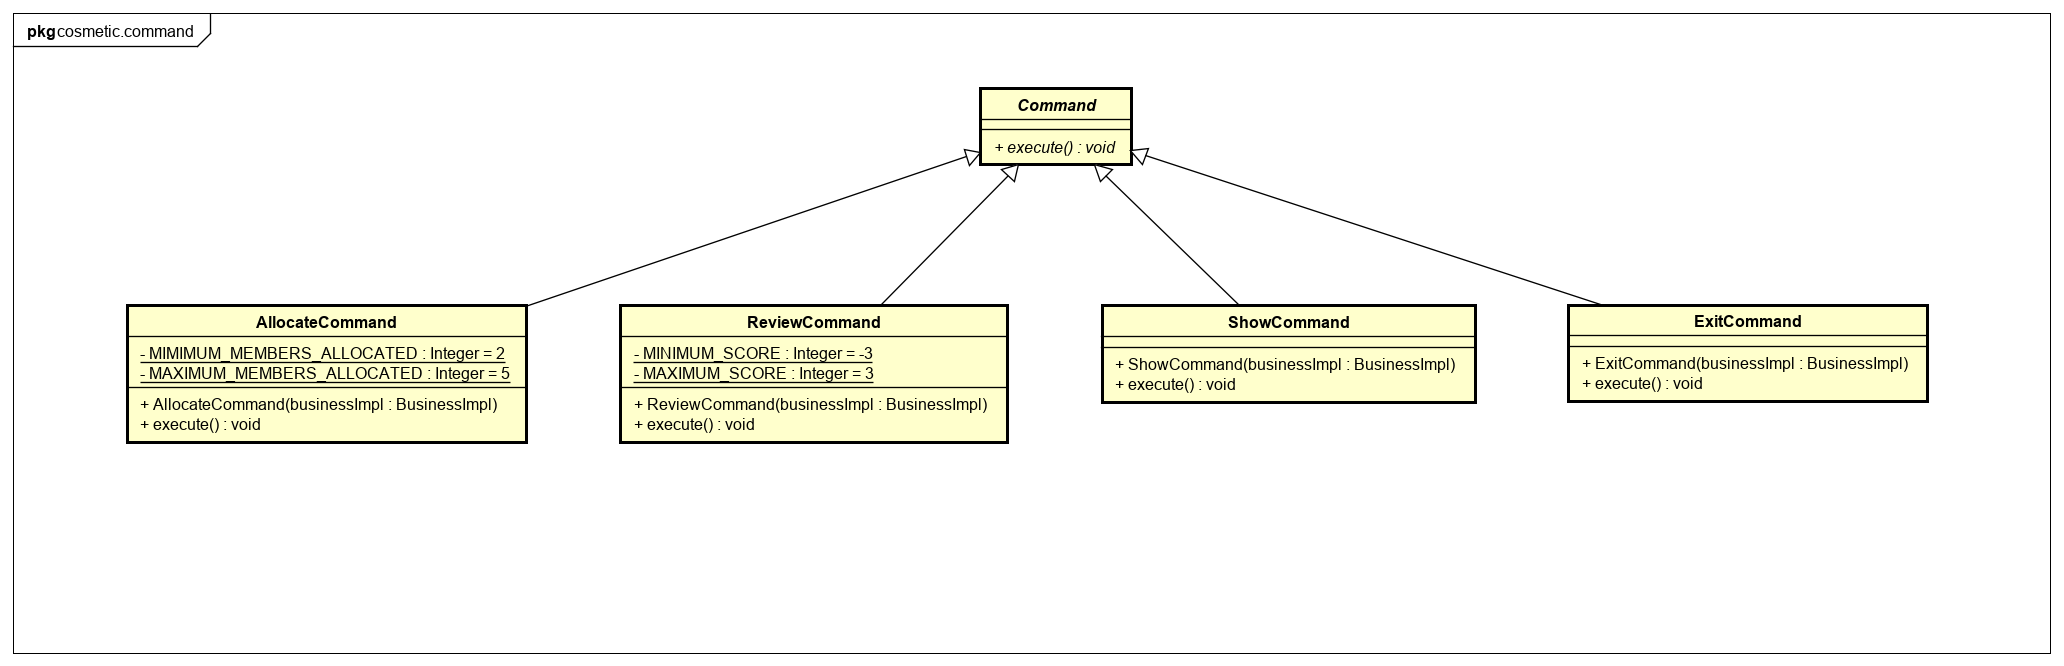 pkg cosmetic.command
Command
+ execute() : void
AllocateCommand
- MIMIMUM_MEMBERS_ALLOCATED : Integer = 2
- MAXIMUM_MEMBERS_ALLOCATED : Integer = 5
+ AllocateCommand(businessImpl : BusinessImpl)
+ execute() : void
ReviewCommand
- MINIMUM_SCORE : Integer = -3
- MAXIMUM_SCORE : Integer = 3
+ ReviewCommand(businessImpl : BusinessImpl)
+ execute() : void
ShowCommand
+ ShowCommand(businessImpl : BusinessImpl)
+ execute() : void
ExitCommand
+ ExitCommand(businessImpl : BusinessImpl)
+ execute() : void